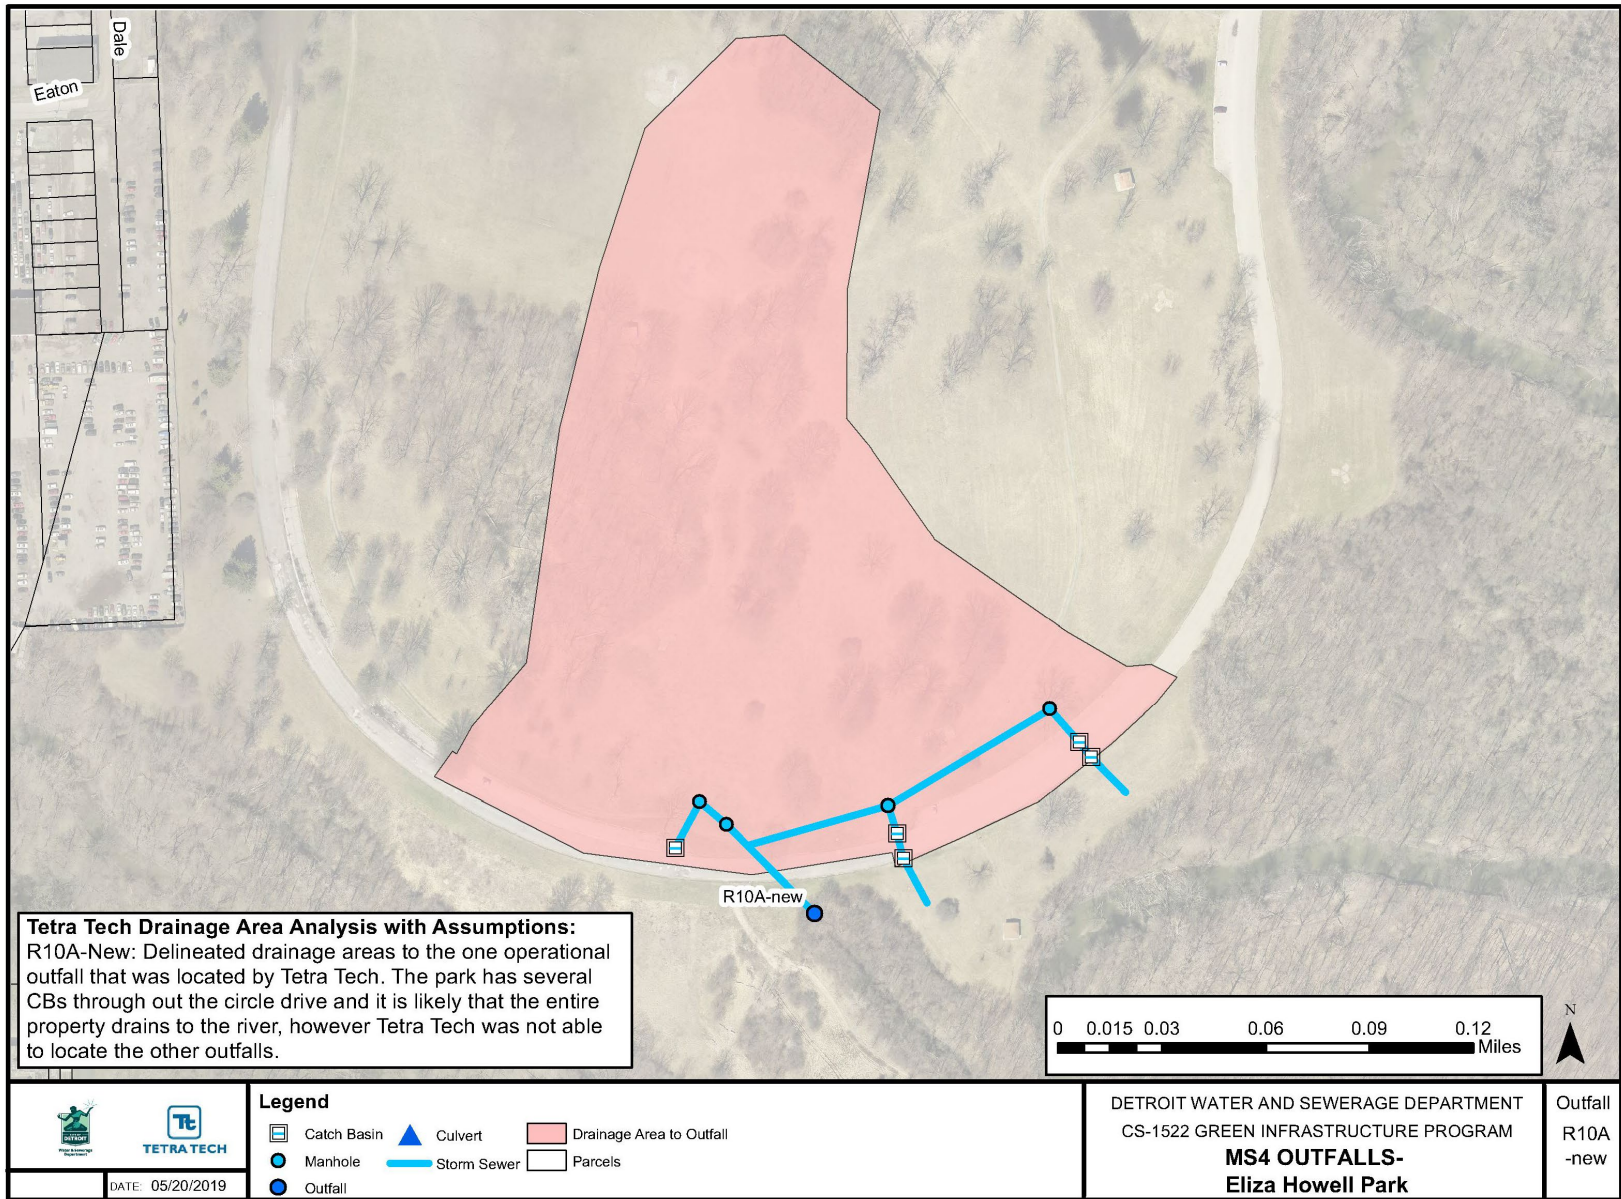 Dale
Eaton
R10A-new
Tetra Tech Drainage Area Analysis with Assumptions:
R10A-New: Delineated drainage areas to the one operational
outfall that was located by Tetra Tech. The park has several
CBs through out the circle drive and it is likely that the entire
property drains to the river, however Tetra Tech was not able
to locate the other outfalls.
0 0.015 0.03 0.06 0.09 0.12
Miles
N
DETROIT
Water & Sewerage
Department
Tt
TETRA TECH
DATE: 05/20/2019
Legend
Catch Basin
Culvert
Drainage Area to Outfall
Manhole
Storm Sewer
Parcels
Outfall
DETROIT WATER AND SEWERAGE DEPARTMENT
CS-1522 GREEN INFRASTRUCTURE PROGRAM
MS4 OUTFALLS-
Eliza Howell Park
Outfall
R10A
-new